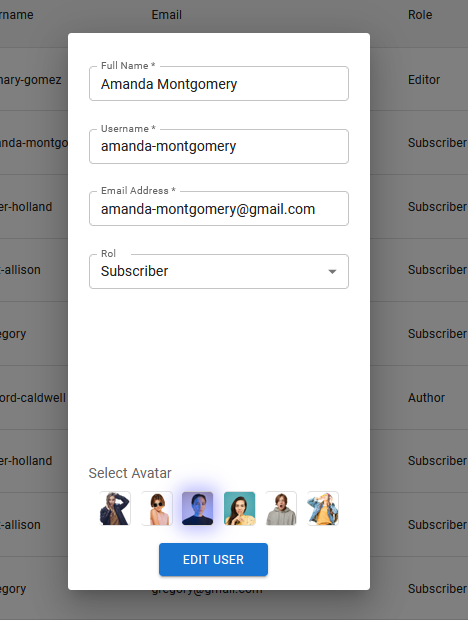 rname Email Role
Full Name *
Amanda Montgomery
ary-gomez Editor
Username *
amanda-montgomery
nda-montgo Subscriber
Email Address *
amanda-montgomery@gmail.com
er-holland Subscriber
Rol
Subscriber
-allison Subscriber
egory Subscriber
ord-caldwell Author
er-holland Subscriber
Select Avatar
-allison Subscriber
EDIT USER
egory gregory@gmail.com Subscriber